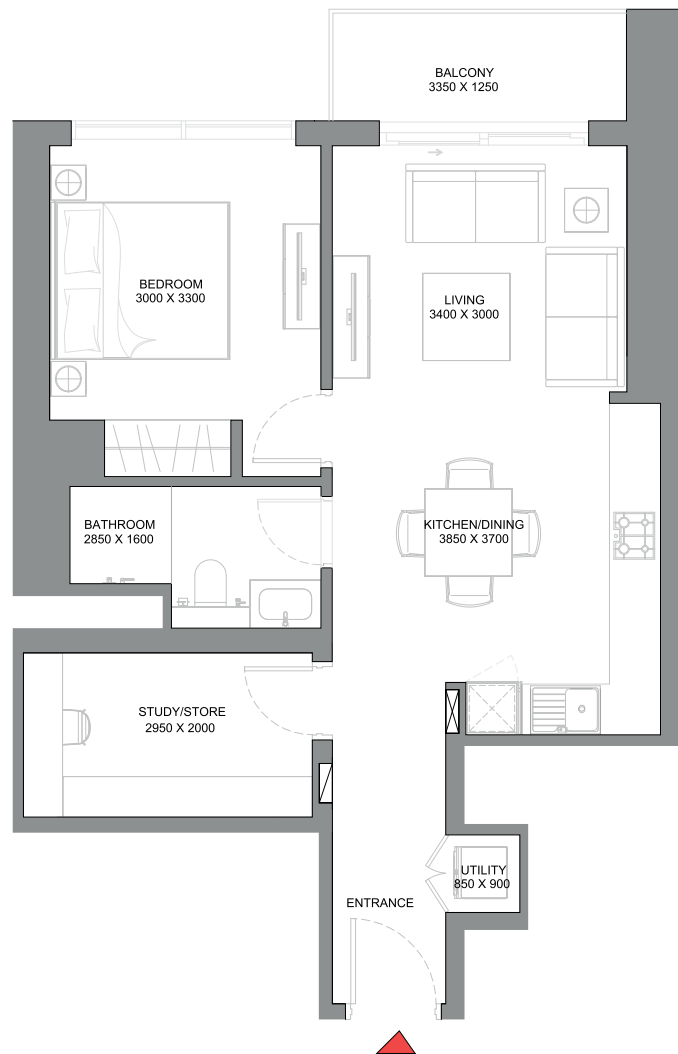 BALCONY
3350 X 1250
BEDROOM
3000 X 3300
LIVING
3400 X 3000
BATHROOM
2850 X 1600
KITCHEN/DINING
3850 X 3700
STUDY/STORE
2950 X 2000
UTILITY
850 X 900
ENTRANCE